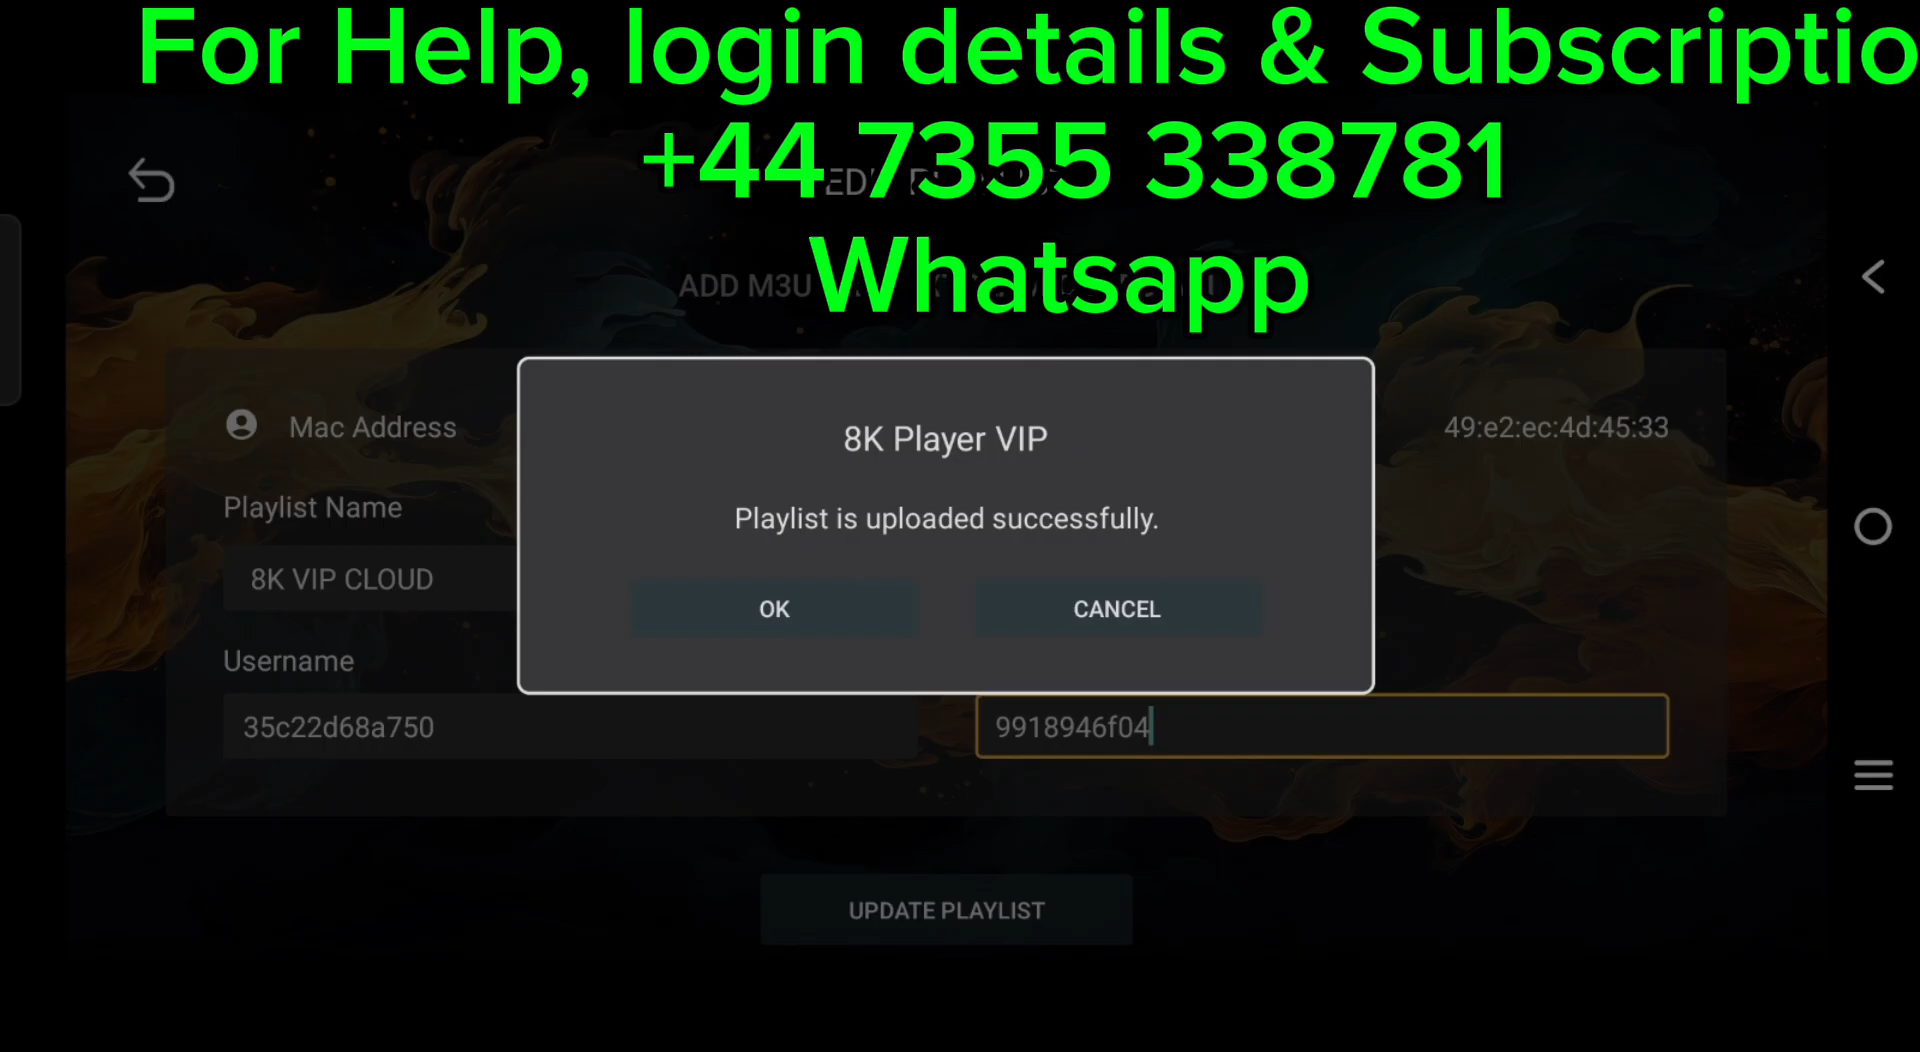 For Help, login details & Subscriptio
+44 7355 338781
Whatsapp
ADD M3U
Mac Address
49:e2:ec:4d:45:33
8K Player VIP
Playlist is uploaded successfully.
OK
CANCEL
Playlist Name
8K VIP CLOUD
Username
35c22d68a750
9918946f04
UPDATE PLAYLIST